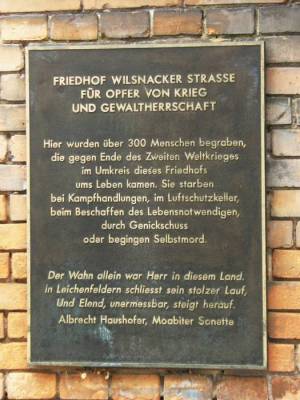 FRIEDHOF WILSNACKER STRASSE
FÜR OPFER VON KRIEG
UND GEWALTHERRSCHAFT
Hier wurden über 300 Menschen begraben,
die gegen Ende des Zweiten Weltkrieges
im Umkreis dieses Friedhofs
ums Leben kamen. Sie starben
bei Kampfhandlungen, im Luftschutzkeller,
beim Beschaffen des Lebensnotwendigen,
durch Genickschuss
oder begingen Selbstmord.
Der Wahn allein war Herr in diesem Land.
in Leichenfeldern schliesst sein stolzer Lauf,
Und Elend, unermessbar, steigt herauf.
Albrecht Haushofer, Moabiter Sonette